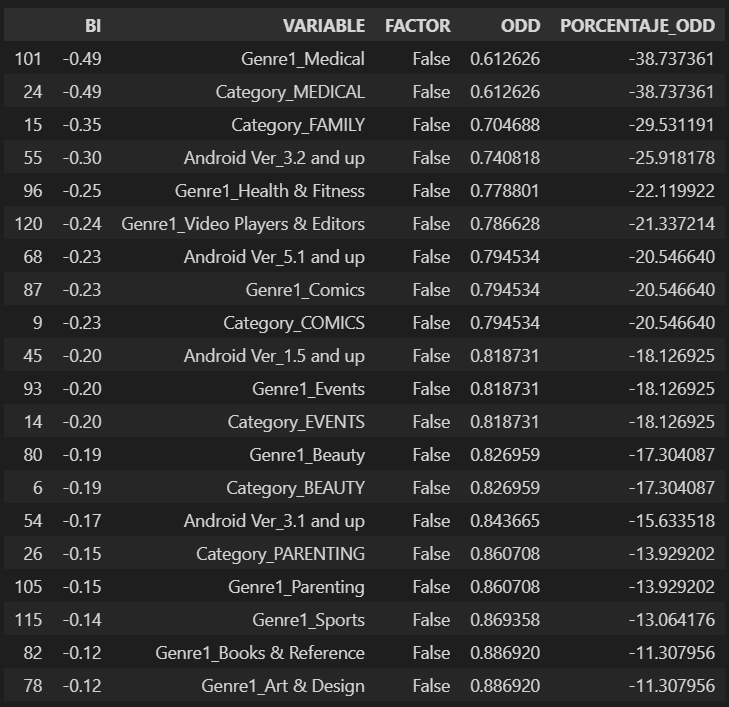 BI VARIABLE FACTOR ODD PORCENTAJE_ODD
101 -0.49 Genre1_Medical False 0.612626 -38.737361
24 -0.49 Category_MEDICAL False 0.612626 -38.737361
15 -0.35 Category_FAMILY False 0.704688 -29.531191
55 -0.30 Android Ver_3.2 and up False 0.740818 -25.918178
96 -0.25 Genre1_Health & Fitness False 0.778801 -22.119922
120 -0.24 Genre1_Video Players & Editors False 0.786628 -21.337214
68 -0.23 Android Ver_5.1 and up False 0.794534 -20.546640
87 -0.23 Genre1_Comics False 0.794534 -20.546640
9 -0.23 Category_COMICS False 0.794534 -20.546640
45 -0.20 Android Ver_1.5 and up False 0.818731 -18.126925
93 -0.20 Genre1_Events False 0.818731 -18.126925
14 -0.20 Category_EVENTS False 0.818731 -18.126925
80 -0.19 Genre1_Beauty False 0.826959 -17.304087
6 -0.19 Category_BEAUTY False 0.826959 -17.304087
54 -0.17 Android Ver_3.1 and up False 0.843665 -15.633518
26 -0.15 Category_PARENTING False 0.860708 -13.929202
105 -0.15 Genre1_Parenting False 0.860708 -13.929202
115 -0.14 Genre1_Sports False 0.869358 -13.064176
82 -0.12 Genre1_Books & Reference False 0.886920 -11.307956
78 -0.12 Genre1_Art & Design False 0.886920 -11.307956